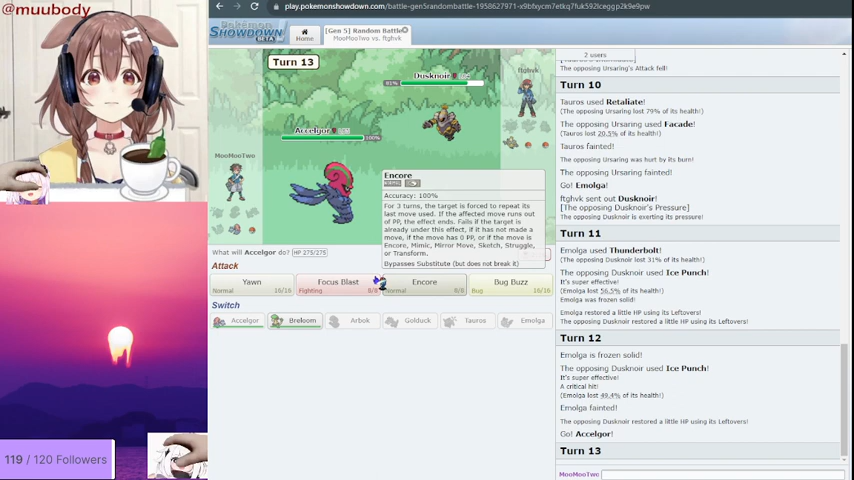 @muubody
play.pokemonshowdown.com/battle-gen5randombattle-1958627971-x9bfxycm7etkq7fuk592lceggp2k9e9pw
Pokémon
SHOWDOWN
BETA
Home
[Gen 5] Random Battle
MooMooTwo vs. ftghvk
Turn 13
Dusknoir
81%
ftghvk
Accelgor
100%
MooMooTwo
Encore
Accuracy: 100%
For 3 turns, the target is forced to repeat its
last move used. If the affected move runs out
of PP, the effect ends. Fails if the target is
already under this effect, if it has not made a
move, if the move has 0 PP, or if the move is
Encore, Mimic, Mirror Move, Sketch, Struggle,
or Transform.
Bypasses Substitute (but does not break it)
What will Accelgor do? HP 275/275
Attack
Yawn
Normal 16/16
Focus Blast
Fighting 8/8
Encore
Normal 8/8
Bug Buzz
Bug 16/16
Switch
Accelgor
Breloom
Arbok
Golduck
Tauros
Emolga
2 users
The opposing Ursaring's Attack fell!
Turn 10
Tauros used Retaliate!
(The opposing Ursaring lost 79% of its health!)
The opposing Ursaring used Facade!
(Tauros lost 20.5% of its health!)
Tauros fainted!
The opposing Ursaring was hurt by its burn!
The opposing Ursaring fainted!
Go! Emolga!
ftghvk sent out Dusknoir!
[The opposing Dusknoir's Pressure]
The opposing Dusknoir is exerting its pressure!
Turn 11
Emolga used Thunderbolt!
(The opposing Dusknoir lost 31% of its health!)
The opposing Dusknoir used Ice Punch!
It's super effective!
(Emolga lost 56.5% of its health!)
Emolga was frozen solid!
Emolga restored a little HP using its Leftovers!
The opposing Dusknoir restored a little HP using its Leftovers!
Turn 12
Emolga is frozen solid!
The opposing Dusknoir used Ice Punch!
It's super effective!
A critical hit!
(Emolga lost 49.4% of its health!)
Emolga fainted!
The opposing Dusknoir restored a little HP using its Leftovers!
Go! Accelgor!
Turn 13
MooMooTwo:
119 / 120 Followers